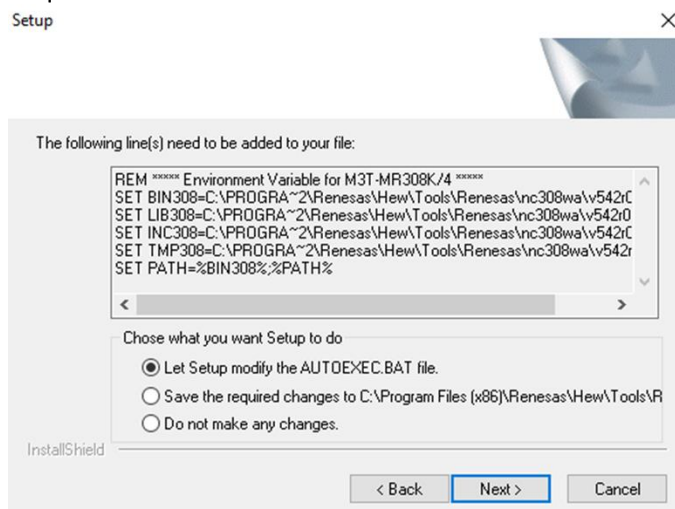 Setup
The following line(s) need to be added to your file:
REM ***** Environment Variable for M3T-MR308K/4 *****
SET BIN308=C:\PROGRA~2\Renesas\Hew\Tools\Renesas\nc308wa\v542r0
SET LIB308=C:\PROGRA~2\Renesas\Hew\Tools\Renesas\nc308wa\v542r0
SET INC308=C:\PROGRA~2\Renesas\Hew\Tools\Renesas\nc308wa\v542r0
SET TMP308=C:\PROGRA~2\Renesas\Hew\Tools\Renesas\nc308wa\v542r
SET PATH=%BIN308%;%PATH%
Chose what you want Setup to do
Let Setup modify the AUTOEXEC.BAT file.
Save the required changes to C:\Program Files (x86)\Renesas\Hew\Tools\R
Do not make any changes.
InstallShield
< Back Next > Cancel